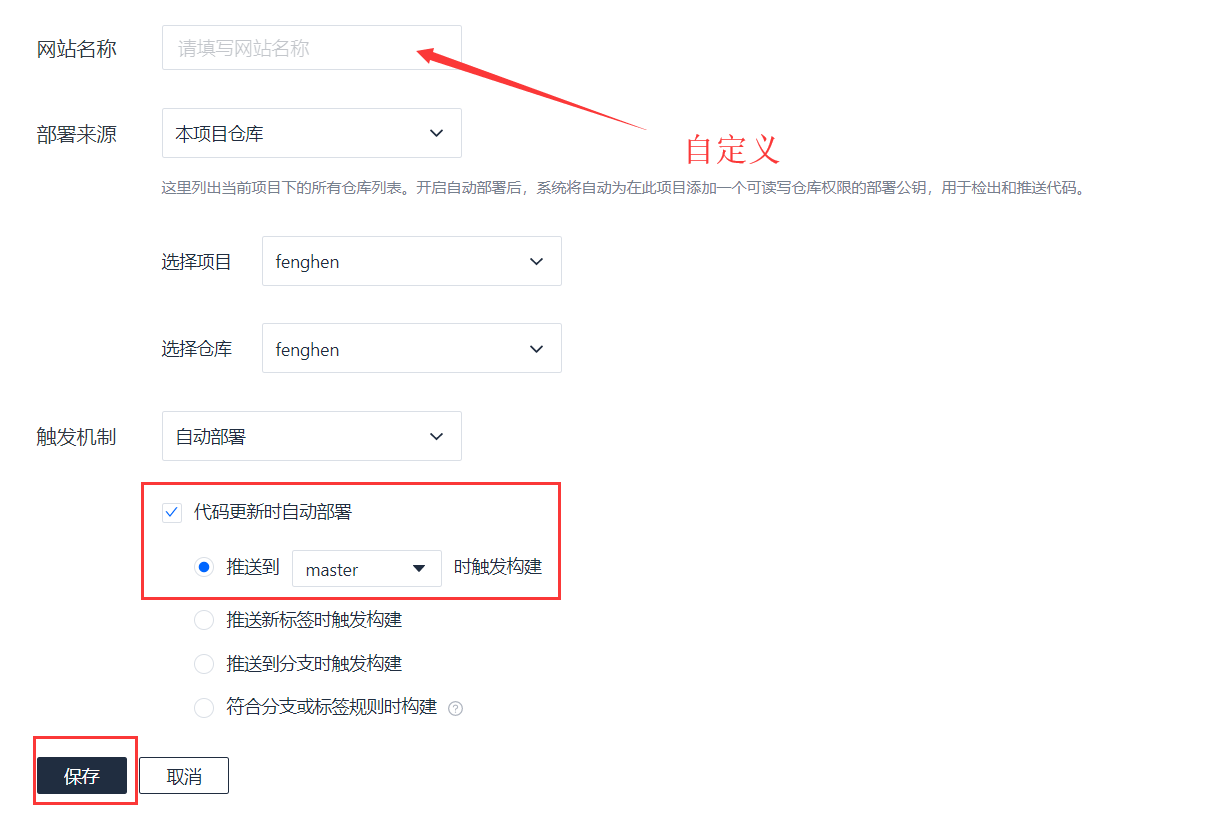 网站名称
请填写网站名称
部署来源
本项目仓库
自定义
这里列出当前项目下的所有仓库列表。开启自动部署后，系统将自动为在此项目添加一个可读写仓库权限的部署公钥，用于检出和推送代码。
选择项目
fenghen
选择仓库
fenghen
触发机制
自动部署
代码更新时自动部署
推送到 master 时触发构建
推送新标签时触发构建
推送到分支时触发构建
符合分支或标签规则时构建 ?
保存
取消